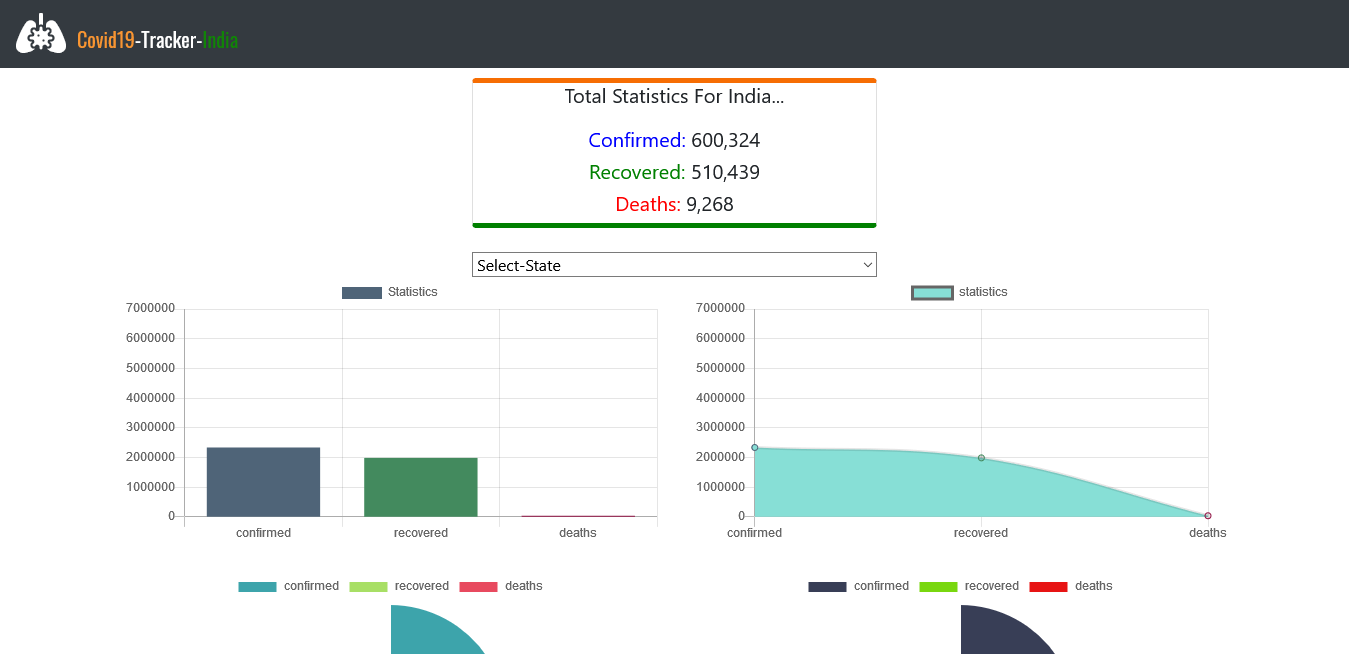 Covid19-Tracker-India
Total Statistics For India...
Confirmed: 600,324
Recovered: 510,439
Deaths: 9,268
Select-State
Statistics
7000000
6000000
5000000
4000000
3000000
2000000
1000000
0
confirmed recovered deaths
statistics
7000000
6000000
5000000
4000000
3000000
2000000
1000000
0
confirmed recovered deaths
confirmed recovered deaths
confirmed recovered deaths